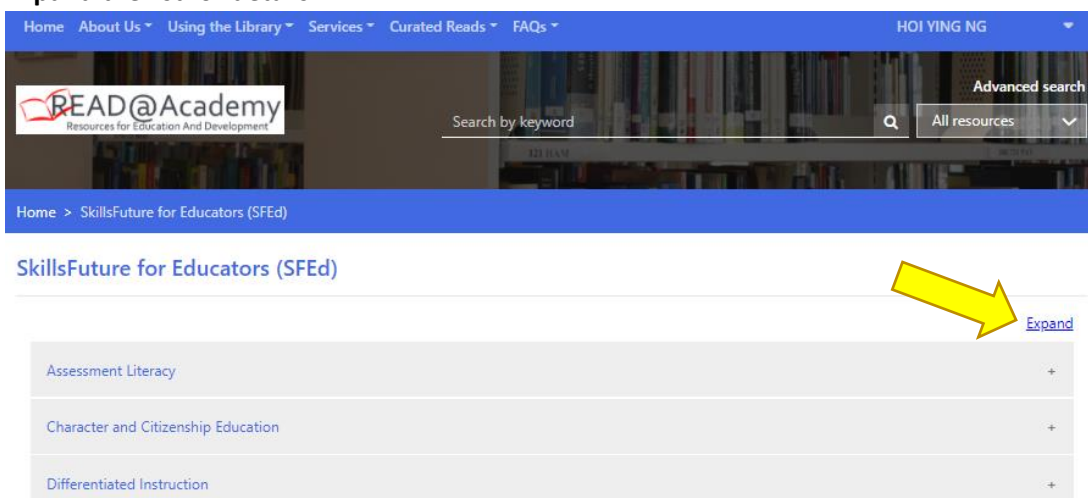 Home About Us Using the Library Services Curated Reads FAQs HOI YING NG
Advanced search
READ@Academy
Resources for Education And Development
Search by keyword All resources
Home > SkillsFuture for Educators (SFEd)
SkillsFuture for Educators (SFEd)
Expand
Assessment Literacy +
Character and Citizenship Education +
Differentiated Instruction +